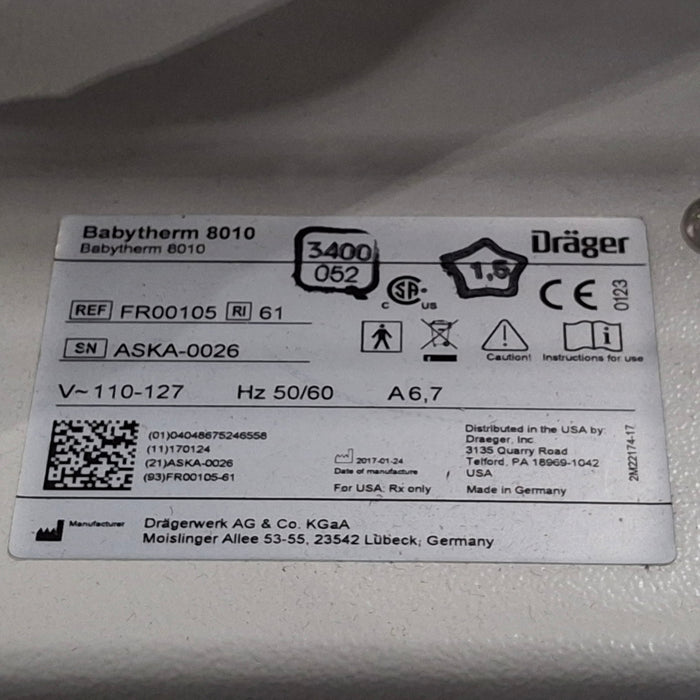 Babytherm 8010
Babytherm 8010
3400
052
1,5
Dräger
C SA US
CE 0123
REF FR00105 RI 61
SN ASKA-0026
Caution!
Instructions for use
V~ 110-127 Hz 50/60 A 6,7
(01)04048675246558
(11)170124
(21)ASKA-0026
(93)FR00105-61
2017-01-24
Date of manufacture
For USA: Rx only
Distributed in the USA by:
Draeger, Inc.
3135 Quarry Road
Telford, PA 18969-1042
USA
Made in Germany
2M22174-17
Manufacturer
Drägerwerk AG & Co. KGaA
Moislinger Allee 53-55, 23542 Lübeck, Germany